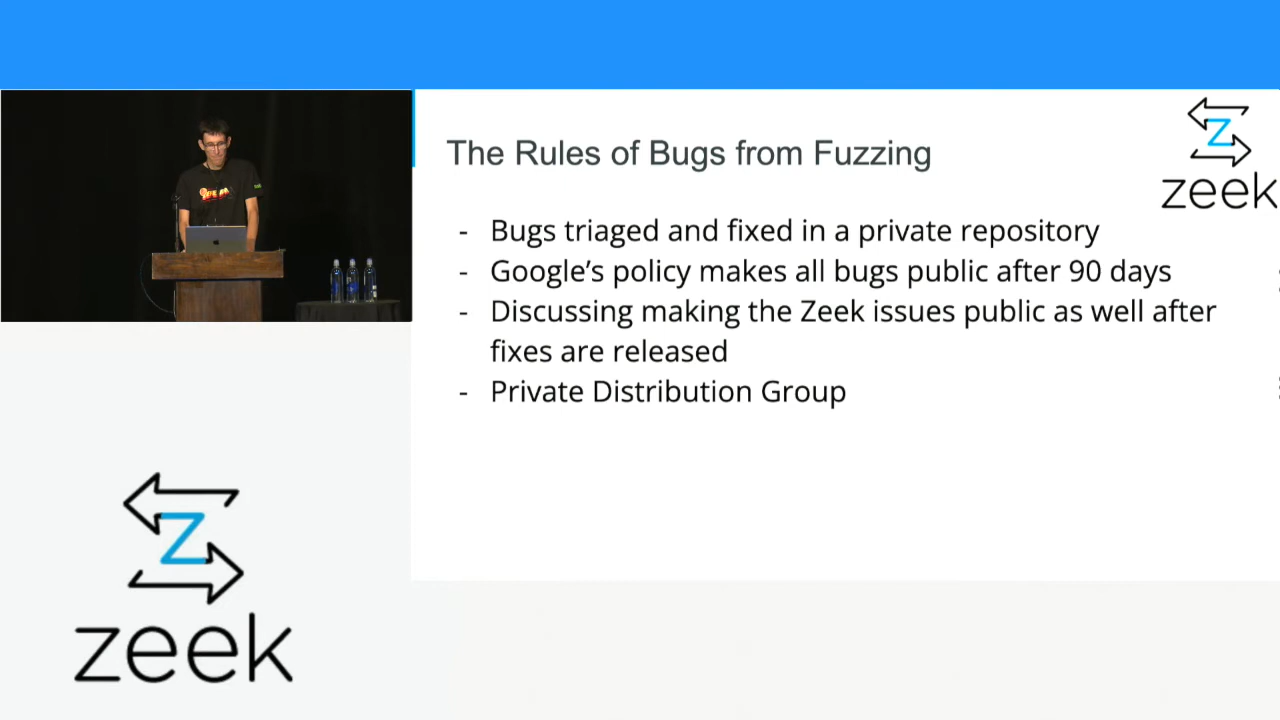 The Rules of Bugs from Fuzzing
- Bugs triaged and fixed in a private repository
- Google’s policy makes all bugs public after 90 days
- Discussing making the Zeek issues public as well after
fixes are released
- Private Distribution Group
Z
zeek
Z
zeek